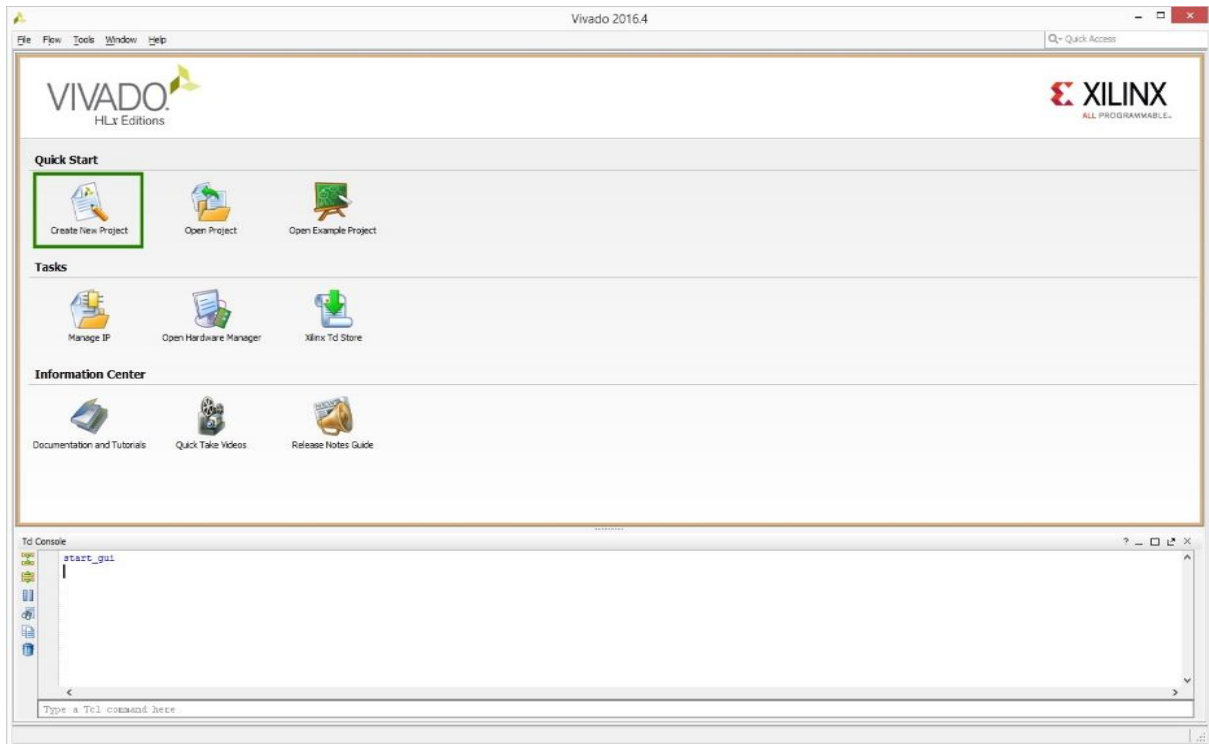 Vivado 2016.4
File Flow Tools Window Help
Quick Access
VIVADO.
HLx Editions
XILINX
ALL PROGRAMMABLE.
Quick Start
Create New Project Open Project Open Example Project
Tasks
Manage IP Open Hardware Manager Xilinx Tcl Store
Information Center
Documentation and Tutorials Quick Take Videos Release Notes Guide
Tcl Console
start_gui
Type a Tcl command here